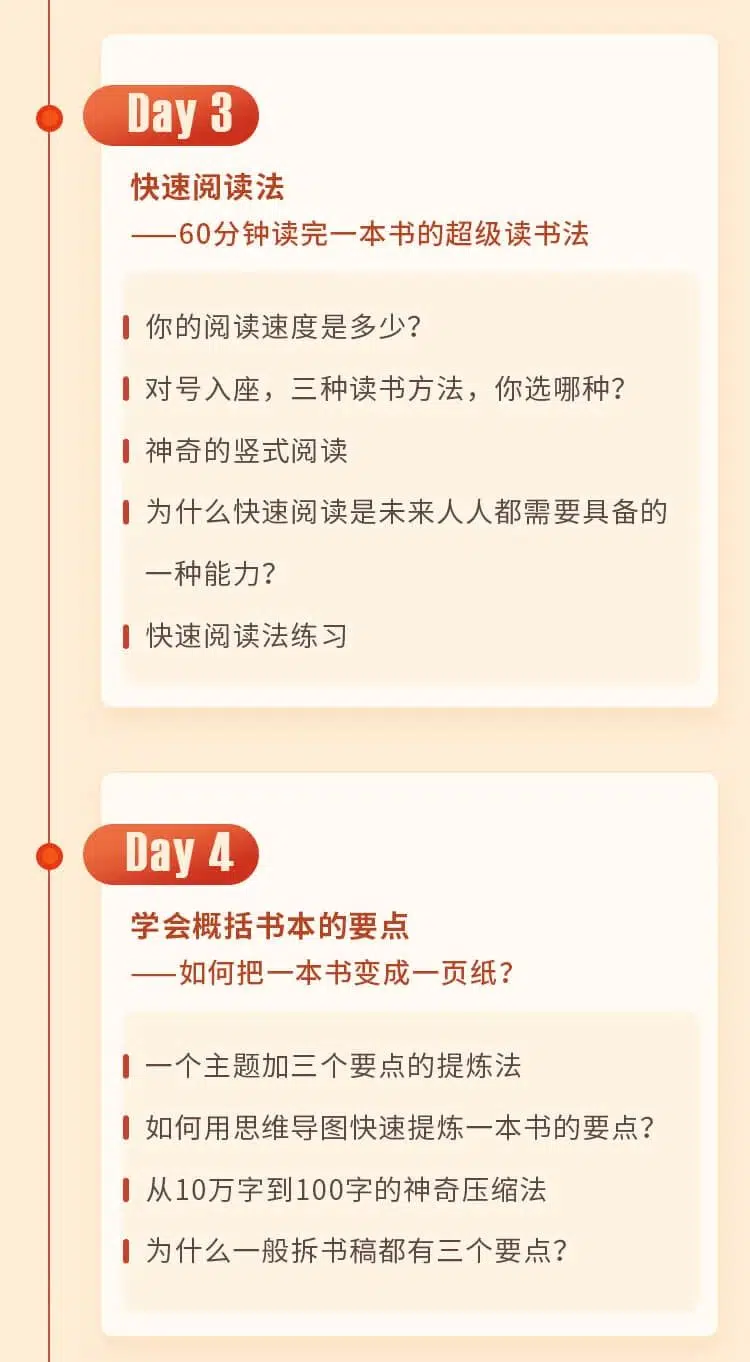 Day 3
快速阅读法
——60分钟读完一本书的超级读书法
你的阅读速度是多少？
对号入座，三种读书方法，你选哪种？
神奇的竖式阅读
为什么快速阅读是未来人人都需要具备的
一种能力？
快速阅读法练习
Day 4
学会概括书本的要点
——如何把一本书变成一页纸？
一个主题加三个要点的提炼法
如何用思维导图快速提炼一本书的要点？
从10万字到100字的神奇压缩法
为什么一般拆书稿都有三个要点？